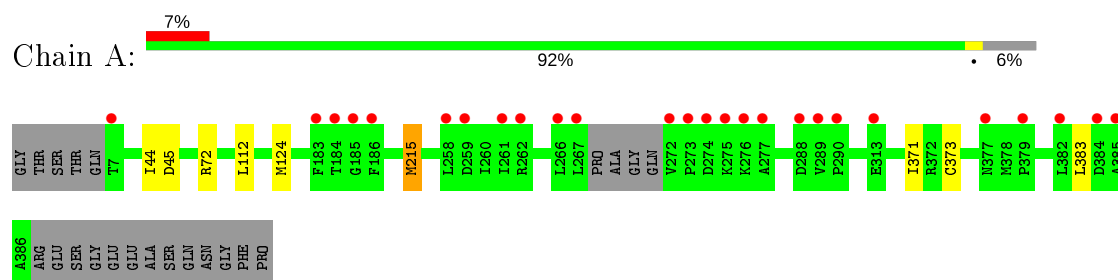 7%
Chain A:
92%
• 6%
GLY THR SER THR GLN T7 I44 D45 R72 L112 M124 F183 T184 G185 F186 M215 L258 D259 I260 I261 R262 L266 L267 PRO ALA GLY GLN V272 P273 D274 K275 K276 A277 D288 V289 P290 E313 I371 R372 C373 N377 M378 P379 L382 L383 D384 A385
A386 ARG GLU SER GLY GLU GLU ALA SER GLN ASN GLY PHE PRO